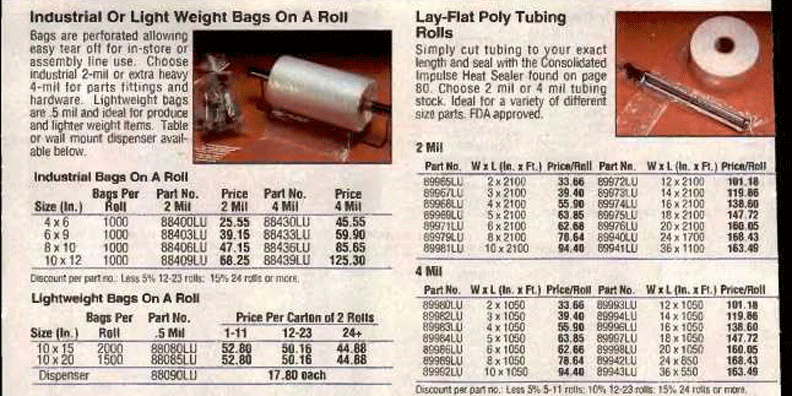 Industrial Or Light Weight Bags On A Roll
Bags are perforated allowing
easy tear off for in-store or
assembly line use. Choose
industrial 2-mil or extra heavy
4-mil for parts fittings and
hardware. Lightweight bags
are .5 mil and ideal for produce
and lighter weight items. Table
or wall mount dispenser avail-
able below.
Industrial Bags On A Roll
Size (In.) Bags Per Roll Part No. 2 Mil Price 2 Mil Part No. 4 Mil Price 4 Mil
4 x 6 1000 88400LU 25.55 88430LU 45.55
6 x 9 1000 88403LU 39.15 88433LU 59.90
8 x 10 1000 88406LU 47.15 88436LU 85.65
10 x 12 1000 88409LU 68.25 88439LU 125.30
Discount per part no.: Less 5% 12-23 rolls: 15% 24 rolls or more.
Lightweight Bags On A Roll
Bags Per Part No. Price Per Carton of 2 Rolls
Size (In.) Roll .5 Mil 1-11 12-23 24+
10 x 15 2000 88080LU 52.80 50.16 44.88
10 x 20 1500 88085LU 52.80 50.16 44.88
Dispenser 88090LU 17.80 each
Lay-Flat Poly Tubing
Rolls
Simply cut tubing to your exact
length and seal with the Consolidated
Impulse Heat Sealer found on page
80. Choose 2 mil or 4 mil tubing
stock. Ideal for a variety of different
size parts. FDA approved.
2 Mil
Part No. W x L (In. x Ft.) Price/Roll Part No. W x L (In. x Ft.) Price/Roll
89965LU 2 x 2100 33.66 89972LU 12 x 2100 101.18
89967LU 3 x 2100 39.40 89973LU 14 x 2100 119.86
89968LU 4 x 2100 55.90 89974LU 16 x 2100 138.60
89969LU 5 x 2100 63.85 89975LU 18 x 2100 147.72
89971LU 6 x 2100 62.68 89976LU 20 x 2100 160.05
89979LU 8 x 2100 78.64 89940LU 24 x 1700 168.43
89981LU 10 x 2100 94.40 89941LU 36 x 1100 163.49
4 Mil
Part No. W x L (In. x Ft.) Price/Roll Part No. W x L (In. x Ft.) Price/Roll
89980LU 2 x 1050 33.66 89993LU 12 x 1050 101.18
89982LU 3 x 1050 39.40 89994LU 14 x 1050 119.86
89983LU 4 x 1050 55.90 89996LU 16 x 1050 138.60
89984LU 5 x 1050 63.85 89997LU 18 x 1050 147.72
89986LU 6 x 1050 62.66 89998LU 20 x 1050 160.05
89989LU 8 x 1050 78.64 89942LU 24 x 850 168.43
89992LU 10 x 1050 94.40 89943LU 36 x 550 163.49
Discount per part no.: Less 5% 5-11 rolls; 10% 12-23 rolls; 15% 24 rolls or more.